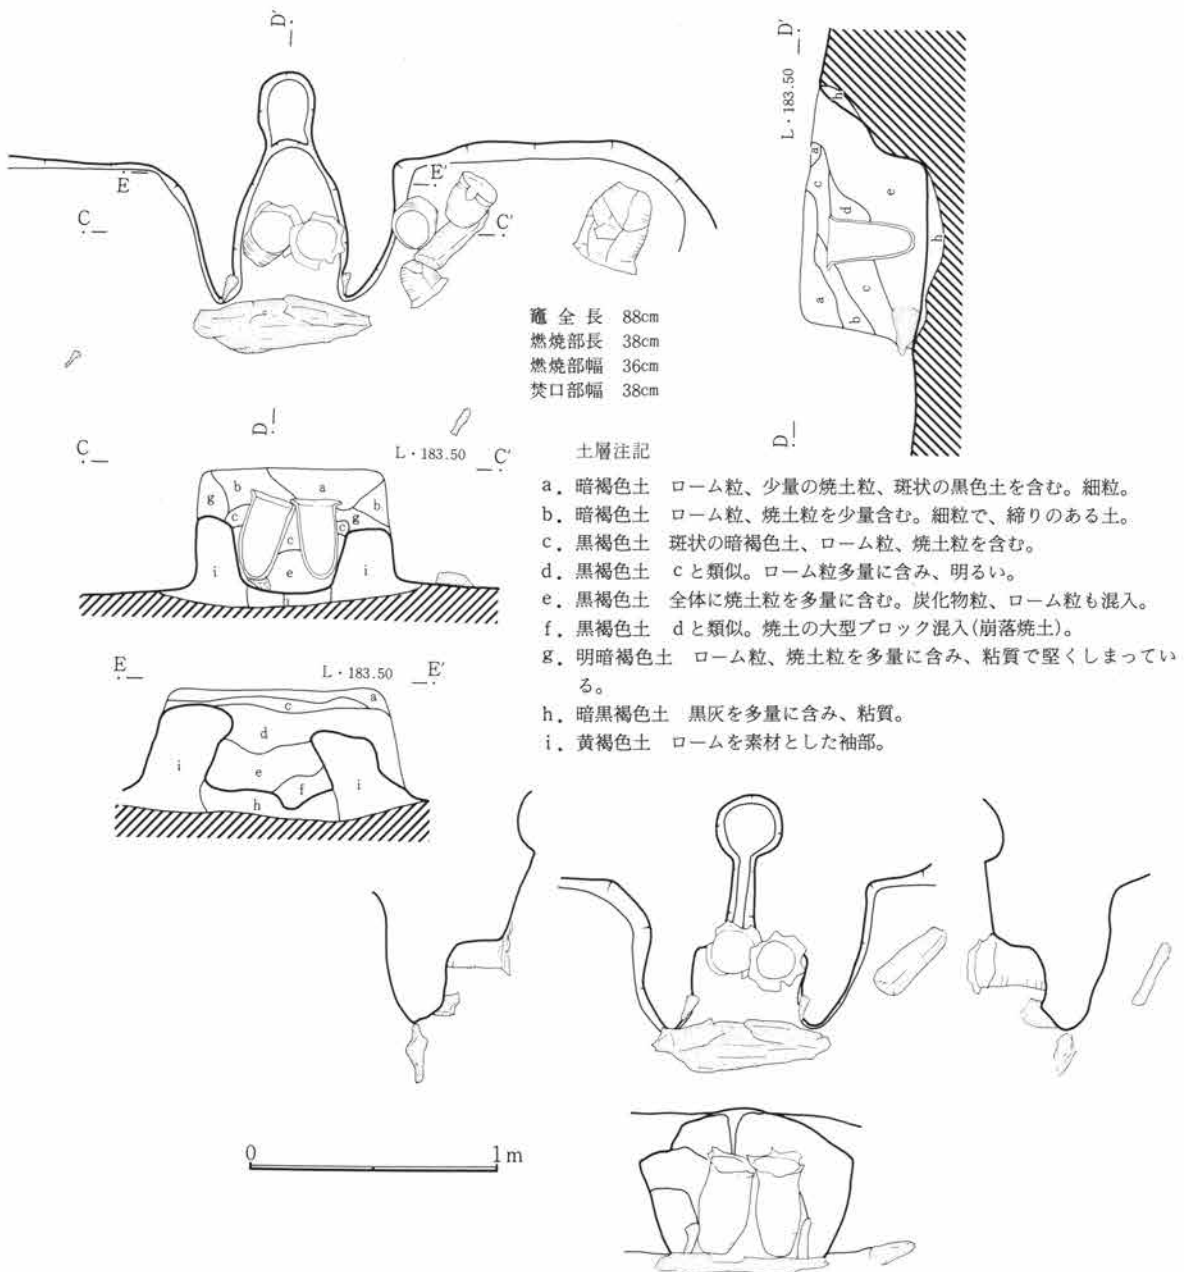 D'
E
E'
C
C'
D
D'
L・183.50
h
a
c
e
d
h
a
c
b
D
竈全長 88cm
燃焼部長 38cm
燃焼部幅 36cm
焚口部幅 38cm
C
L・183.50
C'
b
a
g
b
c
c
g
c
i
e
i
h
E
L・183.50
E'
a
c
d
i
e
f
i
h
土層注記
a．暗褐色土 ローム粒、少量の焼土粒、斑状の黒色土を含む。細粒。
b．暗褐色土 ローム粒、焼土粒を少量含む。細粒で、締りのある土。
c．黒褐色土 斑状の暗褐色土、ローム粒、焼土粒を含む。
d．黒褐色土 cと類似。ローム粒多量に含み、明るい。
e．黒褐色土 全体に焼土粒を多量に含む。炭化物粒、ローム粒も混入。
f．黒褐色土 dと類似。焼土の大型ブロック混入(崩落焼土)。
g．明暗褐色土 ローム粒、焼土粒を多量に含み、粘質で堅くしまってい
る。
h．暗黒褐色土 黒灰を多量に含み、粘質。
i．黄褐色土 ロームを素材とした袖部。
0 1m